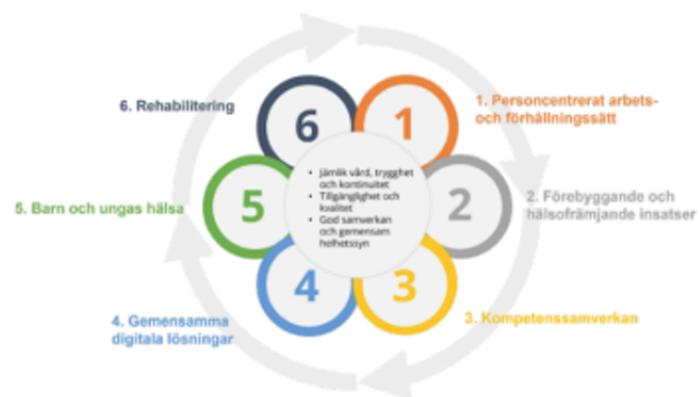 6. Rehabilitering
1. Personcentrerat arbets-
och förhållningssätt
6
1
• Jämlik vård, trygghet
och kontinuitet
• Tillgänglighet och
kvalitet
• God samverkan
och gemensam
helhetssyn
5. Barn och ungas hälsa
5
2
2. Förebyggande och
hälsofrämjande insatser
4
3
4. Gemensamma
digitala lösningar
3. Kompetenssamverkan